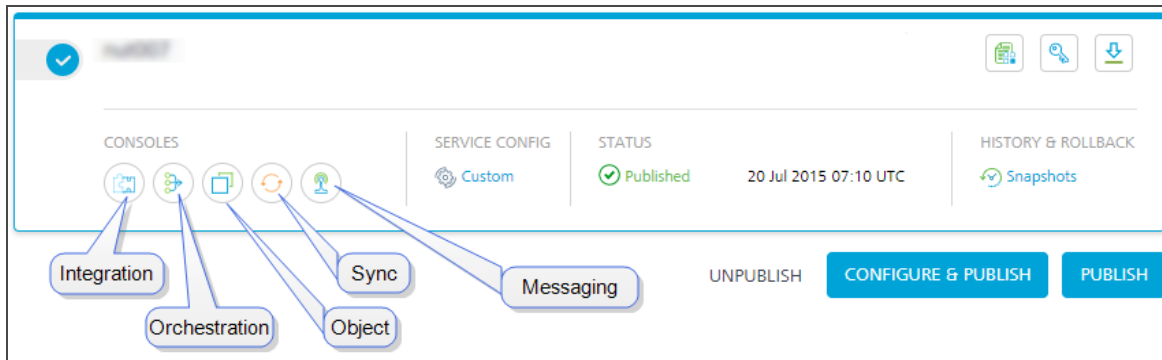 CONSOLES
SERVICE CONFIG
STATUS
HISTORY & ROLLBACK
Custom
Published
20 Jul 2015 07:10 UTC
Snapshots
Integration
Sync
Messaging
Orchestration
Object
UNPUBLISH
CONFIGURE & PUBLISH
PUBLISH